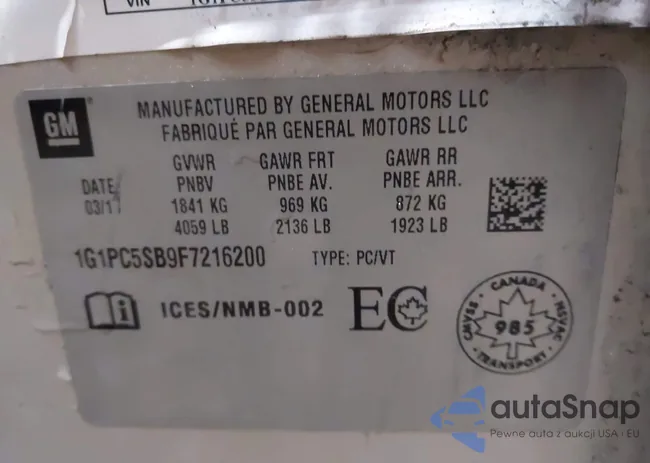 VIN
GM
MANUFACTURED BY GENERAL MOTORS LLC
FABRIQUÉ PAR GENERAL MOTORS LLC
GVWR GAWR FRT GAWR RR
DATE PNBV PNBE AV. PNBE ARR.
03/1 1841 KG 969 KG 872 KG
4059 LB 2136 LB 1923 LB
1G1PC5SB9F7216200 TYPE: PC/VT
ICES/NMB-002 EC
CANADA
CMVSS 985 NSVAC
TRANSPORT
autaSnap
Pewne auta z aukcji USA i EU